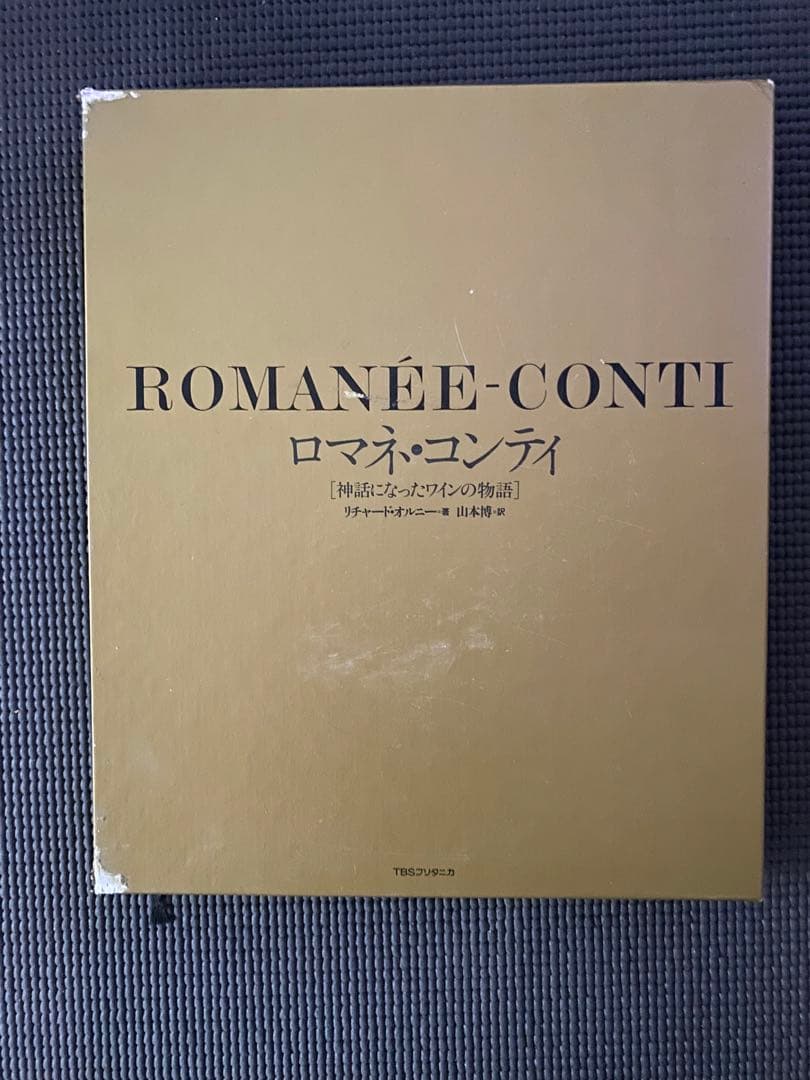 ROMANÉE-CONTI
ロマネ・コンティ
[神話になったワインの物語]
リチャード・オルニー=著 山本博=訳
TBSブリタニカ